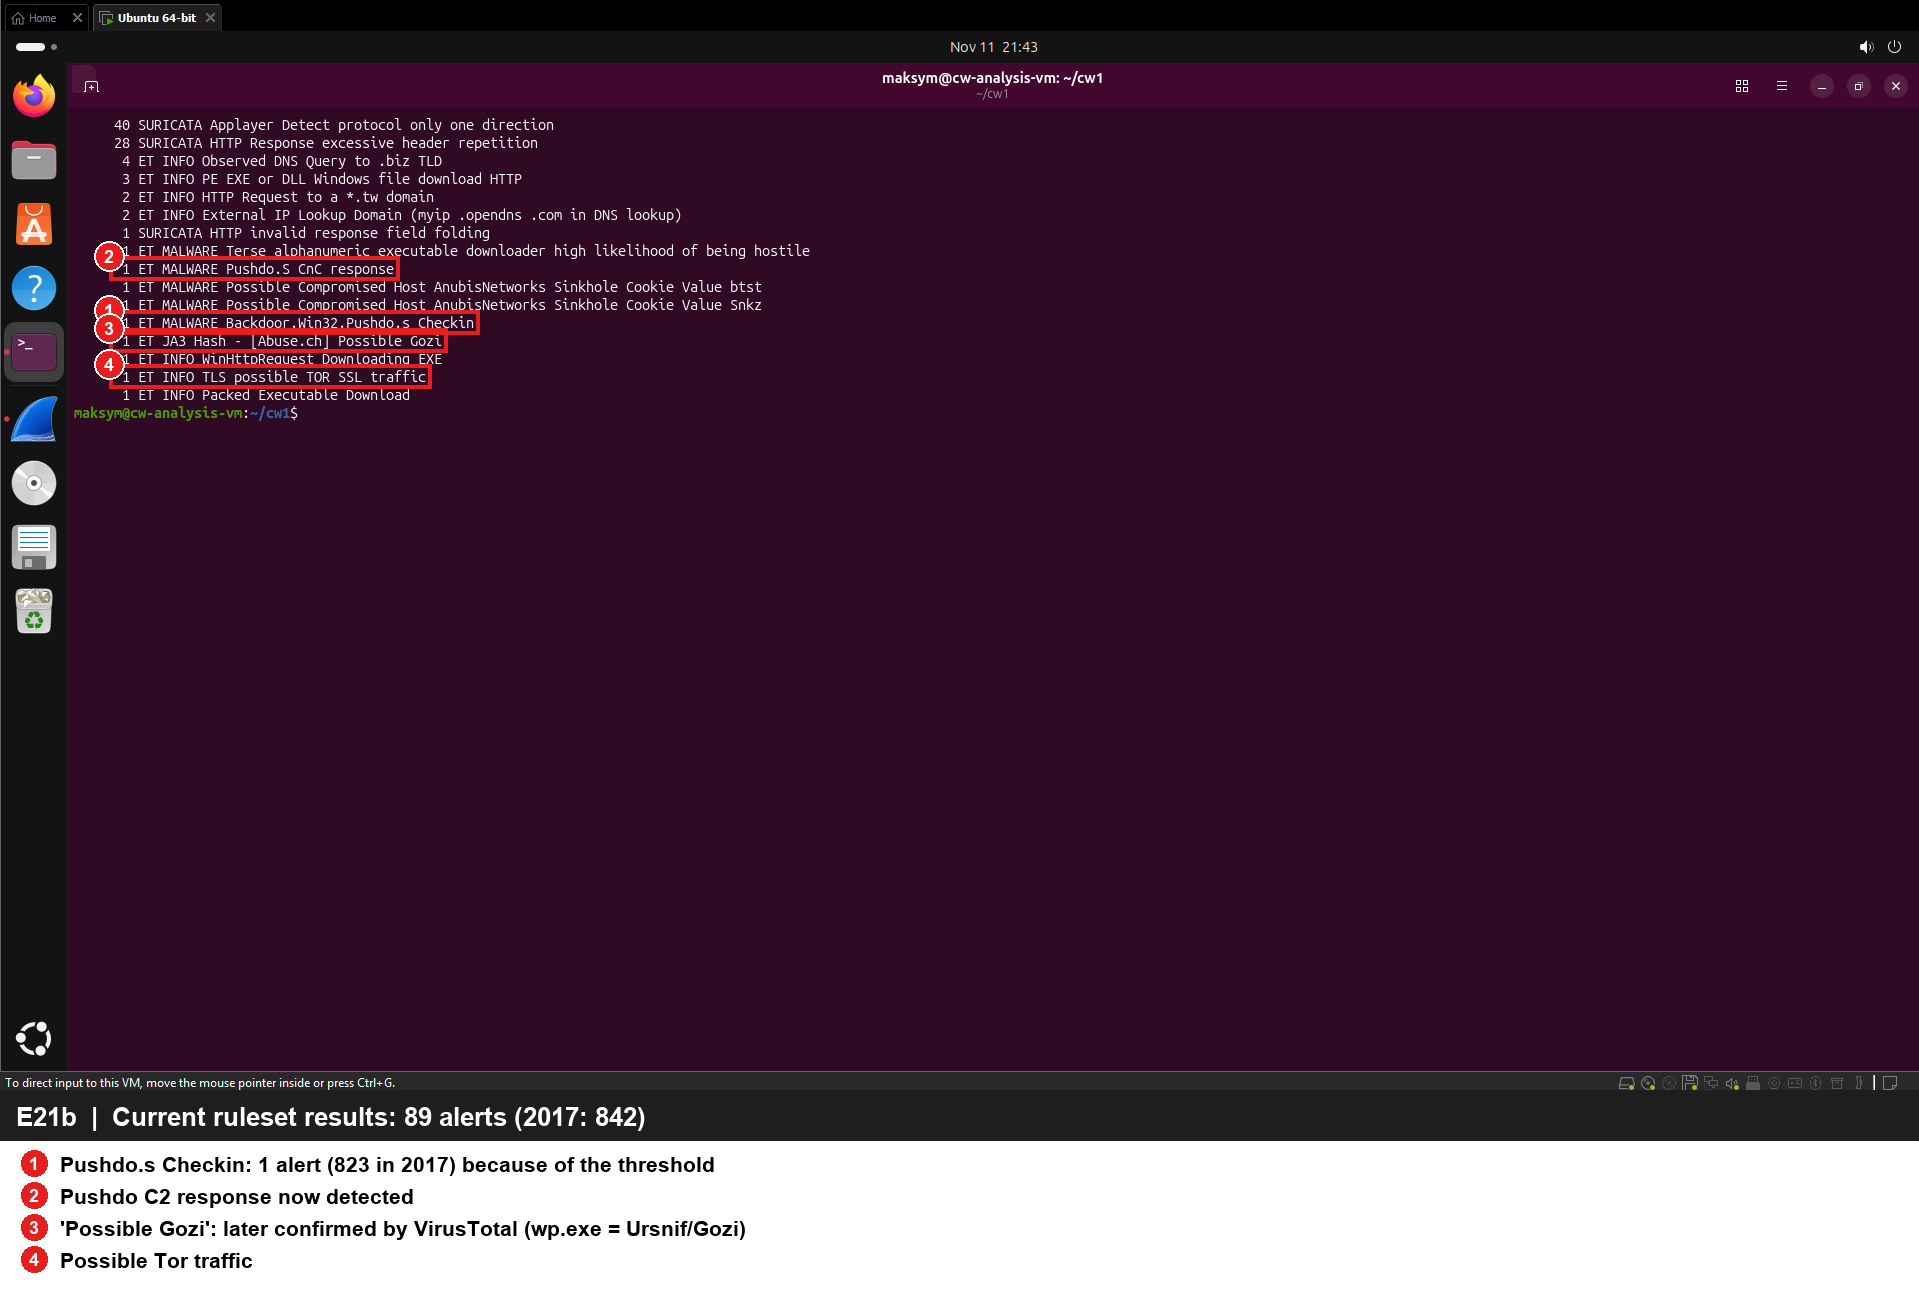 Home
Ubuntu 64-bit
Nov 11 21:43
maksym@cw-analysis-vm: ~/cw1
~/cw1
40 SURICATA Applayer Detect protocol only one direction
28 SURICATA HTTP Response excessive header repetition
4 ET INFO Observed DNS Query to .biz TLD
3 ET INFO PE EXE or DLL Windows file download HTTP
2 ET INFO HTTP Request to a *.tw domain
2 ET INFO External IP Lookup Domain (myip .opendns .com in DNS lookup)
1 SURICATA HTTP invalid response field folding
1 ET MALWARE Terse alphanumeric executable downloader high likelihood of being hostile
2
1 ET MALWARE Pushdo.S CnC response
1 ET MALWARE Possible Compromised Host AnubisNetworks Sinkhole Cookie Value btst
1 ET MALWARE Possible Compromised Host AnubisNetworks Sinkhole Cookie Value Snkz
1
1 ET MALWARE Backdoor.Win32.Pushdo.s Checkin
3
1 ET JA3 Hash - [Abuse.ch] Possible Gozi
1 ET INFO WinHttpRequest Downloading EXE
4
1 ET INFO TLS possible TOR SSL traffic
1 ET INFO Packed Executable Download
maksym@cw-analysis-vm:~/cw1$
To direct input to this VM, move the mouse pointer inside or press Ctrl+G.
E21b | Current ruleset results: 89 alerts (2017: 842)
1 Pushdo.s Checkin: 1 alert (823 in 2017) because of the threshold
2 Pushdo C2 response now detected
3 'Possible Gozi': later confirmed by VirusTotal (wp.exe = Ursnif/Gozi)
4 Possible Tor traffic